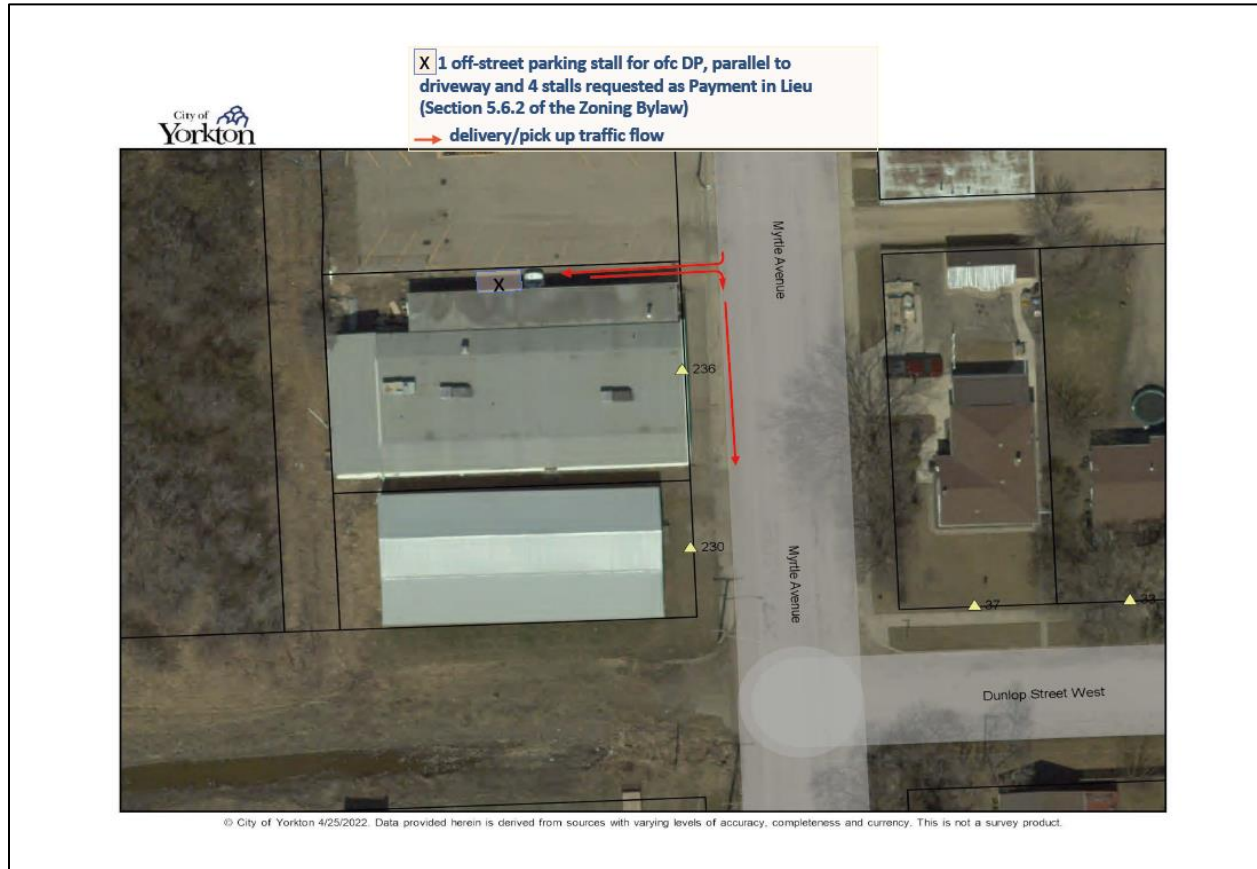 X 1 off-street parking stall for ofc DP, parallel to
driveway and 4 stalls requested as Payment in Lieu
(Section 5.6.2 of the Zoning Bylaw)
delivery/pick up traffic flow
City of
Yorkton
Myrtle Avenue
X
236
230
Myrtle Avenue
37
33
Dunlop Street West
© City of Yorkton 4/25/2022. Data provided herein is derived from sources with varying levels of accuracy, completeness and currency. This is not a survey product.